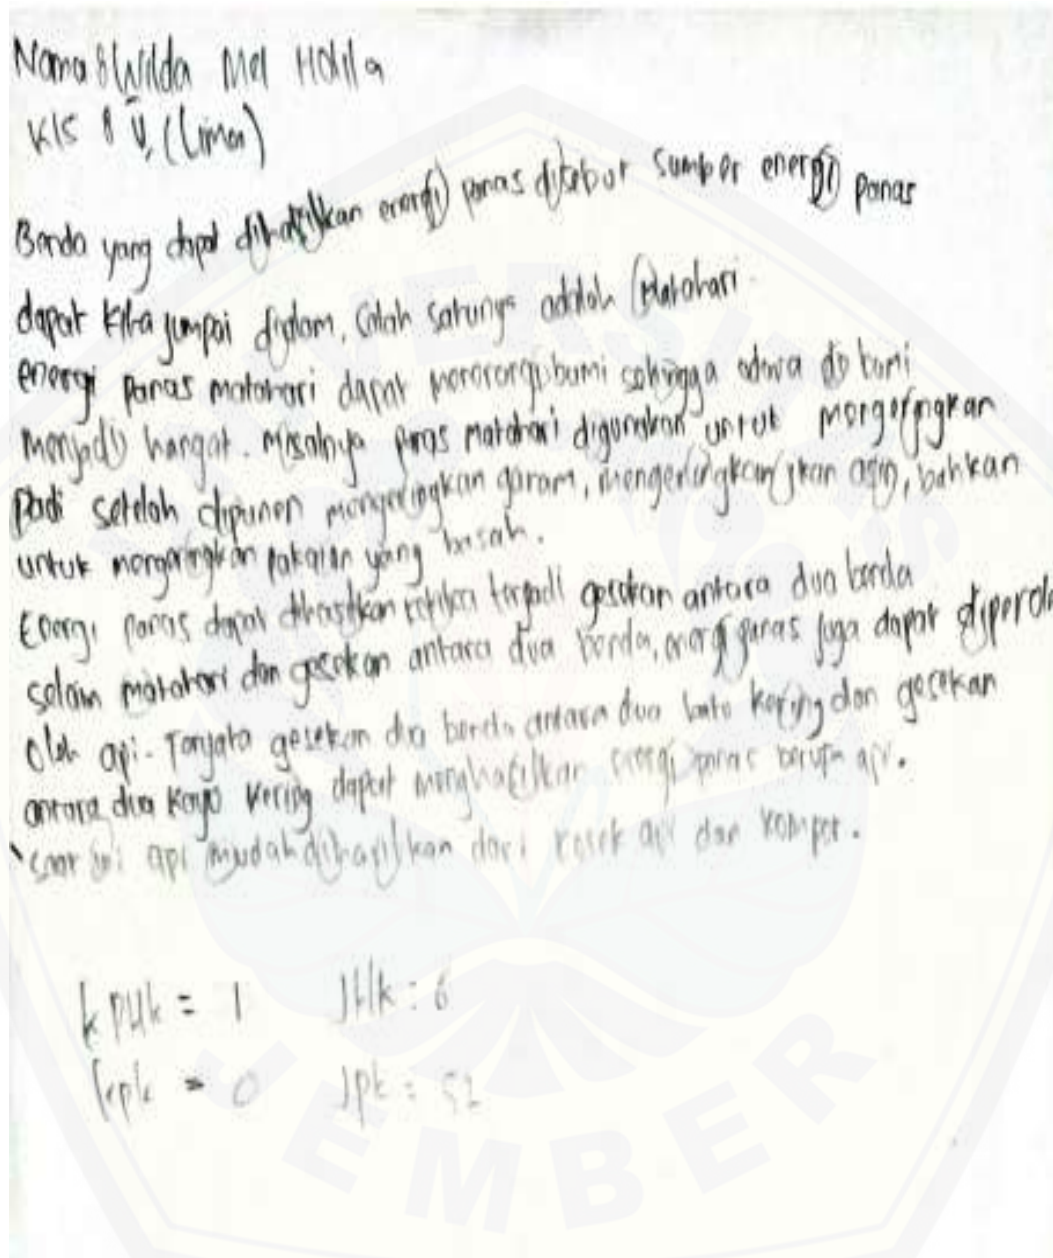 Nama : Wilda Mel Holila
Kls : V, (Lima)
Benda yang dapat dihasilkan energi panas disebut sumber energi panas
dapat kita jumpai dialam, salah satunya adalah Matahari.
energi panas matahari dapat menerangi bumi sehingga udara di bumi
menjadi hangat. Misalnya panas matahari digunakan untuk mengeringkan
padi setelah dipanen mengeringkan garam, mengeringkan ikan asin, bahkan
untuk mengeringkan pakaian yang basah.
Energi panas dapat dihasilkan ketika terjadi gesekan antara dua benda
selain matahari dan gesekan antara dua benda, energi panas juga dapat diperole
oleh api. Ternyata gesekan dua benda antara dua batu kering dan gesekan
antara dua kayu kering dapat menghasilkan energi panas berupa api.
saat ini api mudah dihasilkan dari korek api dan kompor.
kPHk = 1 JHk : 6
kpk = 0 Jpk : 52
UNIVERSITAS
JEMBER